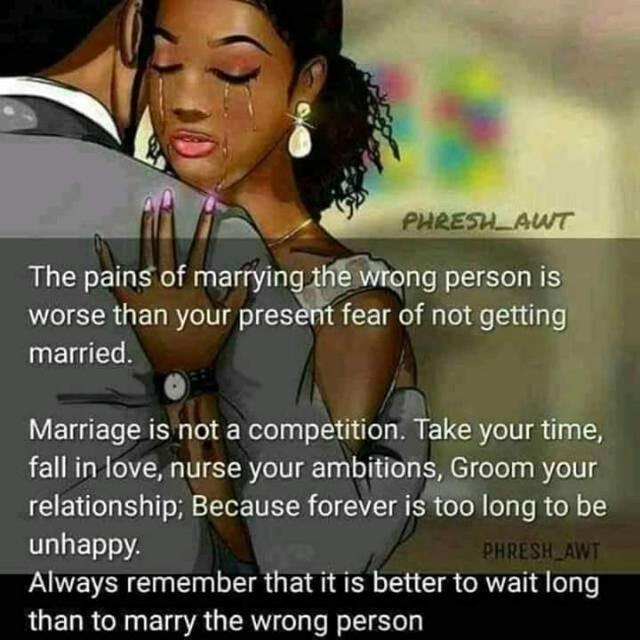 PHRESH_AWT
The pains of marrying the wrong person is
worse than your present fear of not getting
married.
Marriage is not a competition. Take your time,
fall in love, nurse your ambitions, Groom your
relationship; Because forever is too long to be
unhappy.
PHRESH_AWT
Always remember that it is better to wait long
than to marry the wrong person